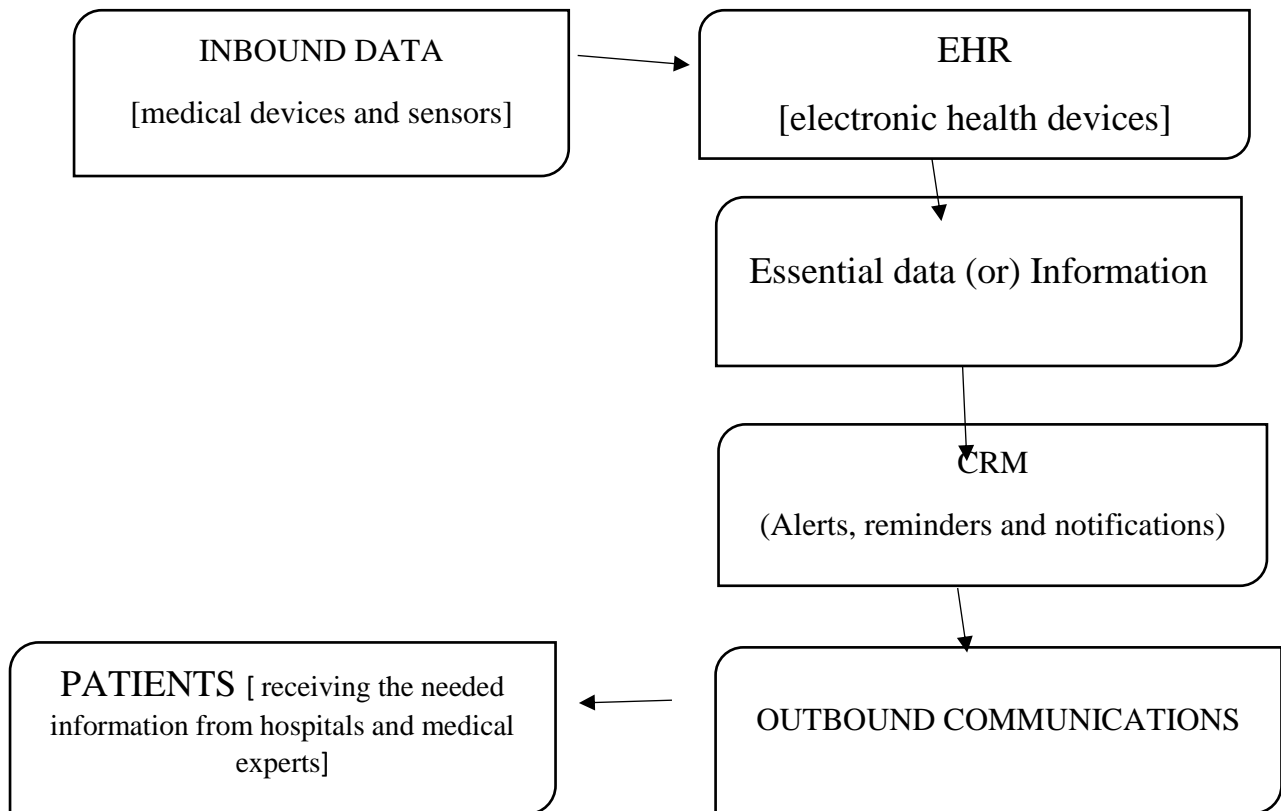 INBOUND DATA
[medical devices and sensors]
EHR
[electronic health devices]
Essential data (or) Information
CRM
(Alerts, reminders and notifications)
OUTBOUND COMMUNICATIONS
PATIENTS [ receiving the needed
information from hospitals and medical
experts]